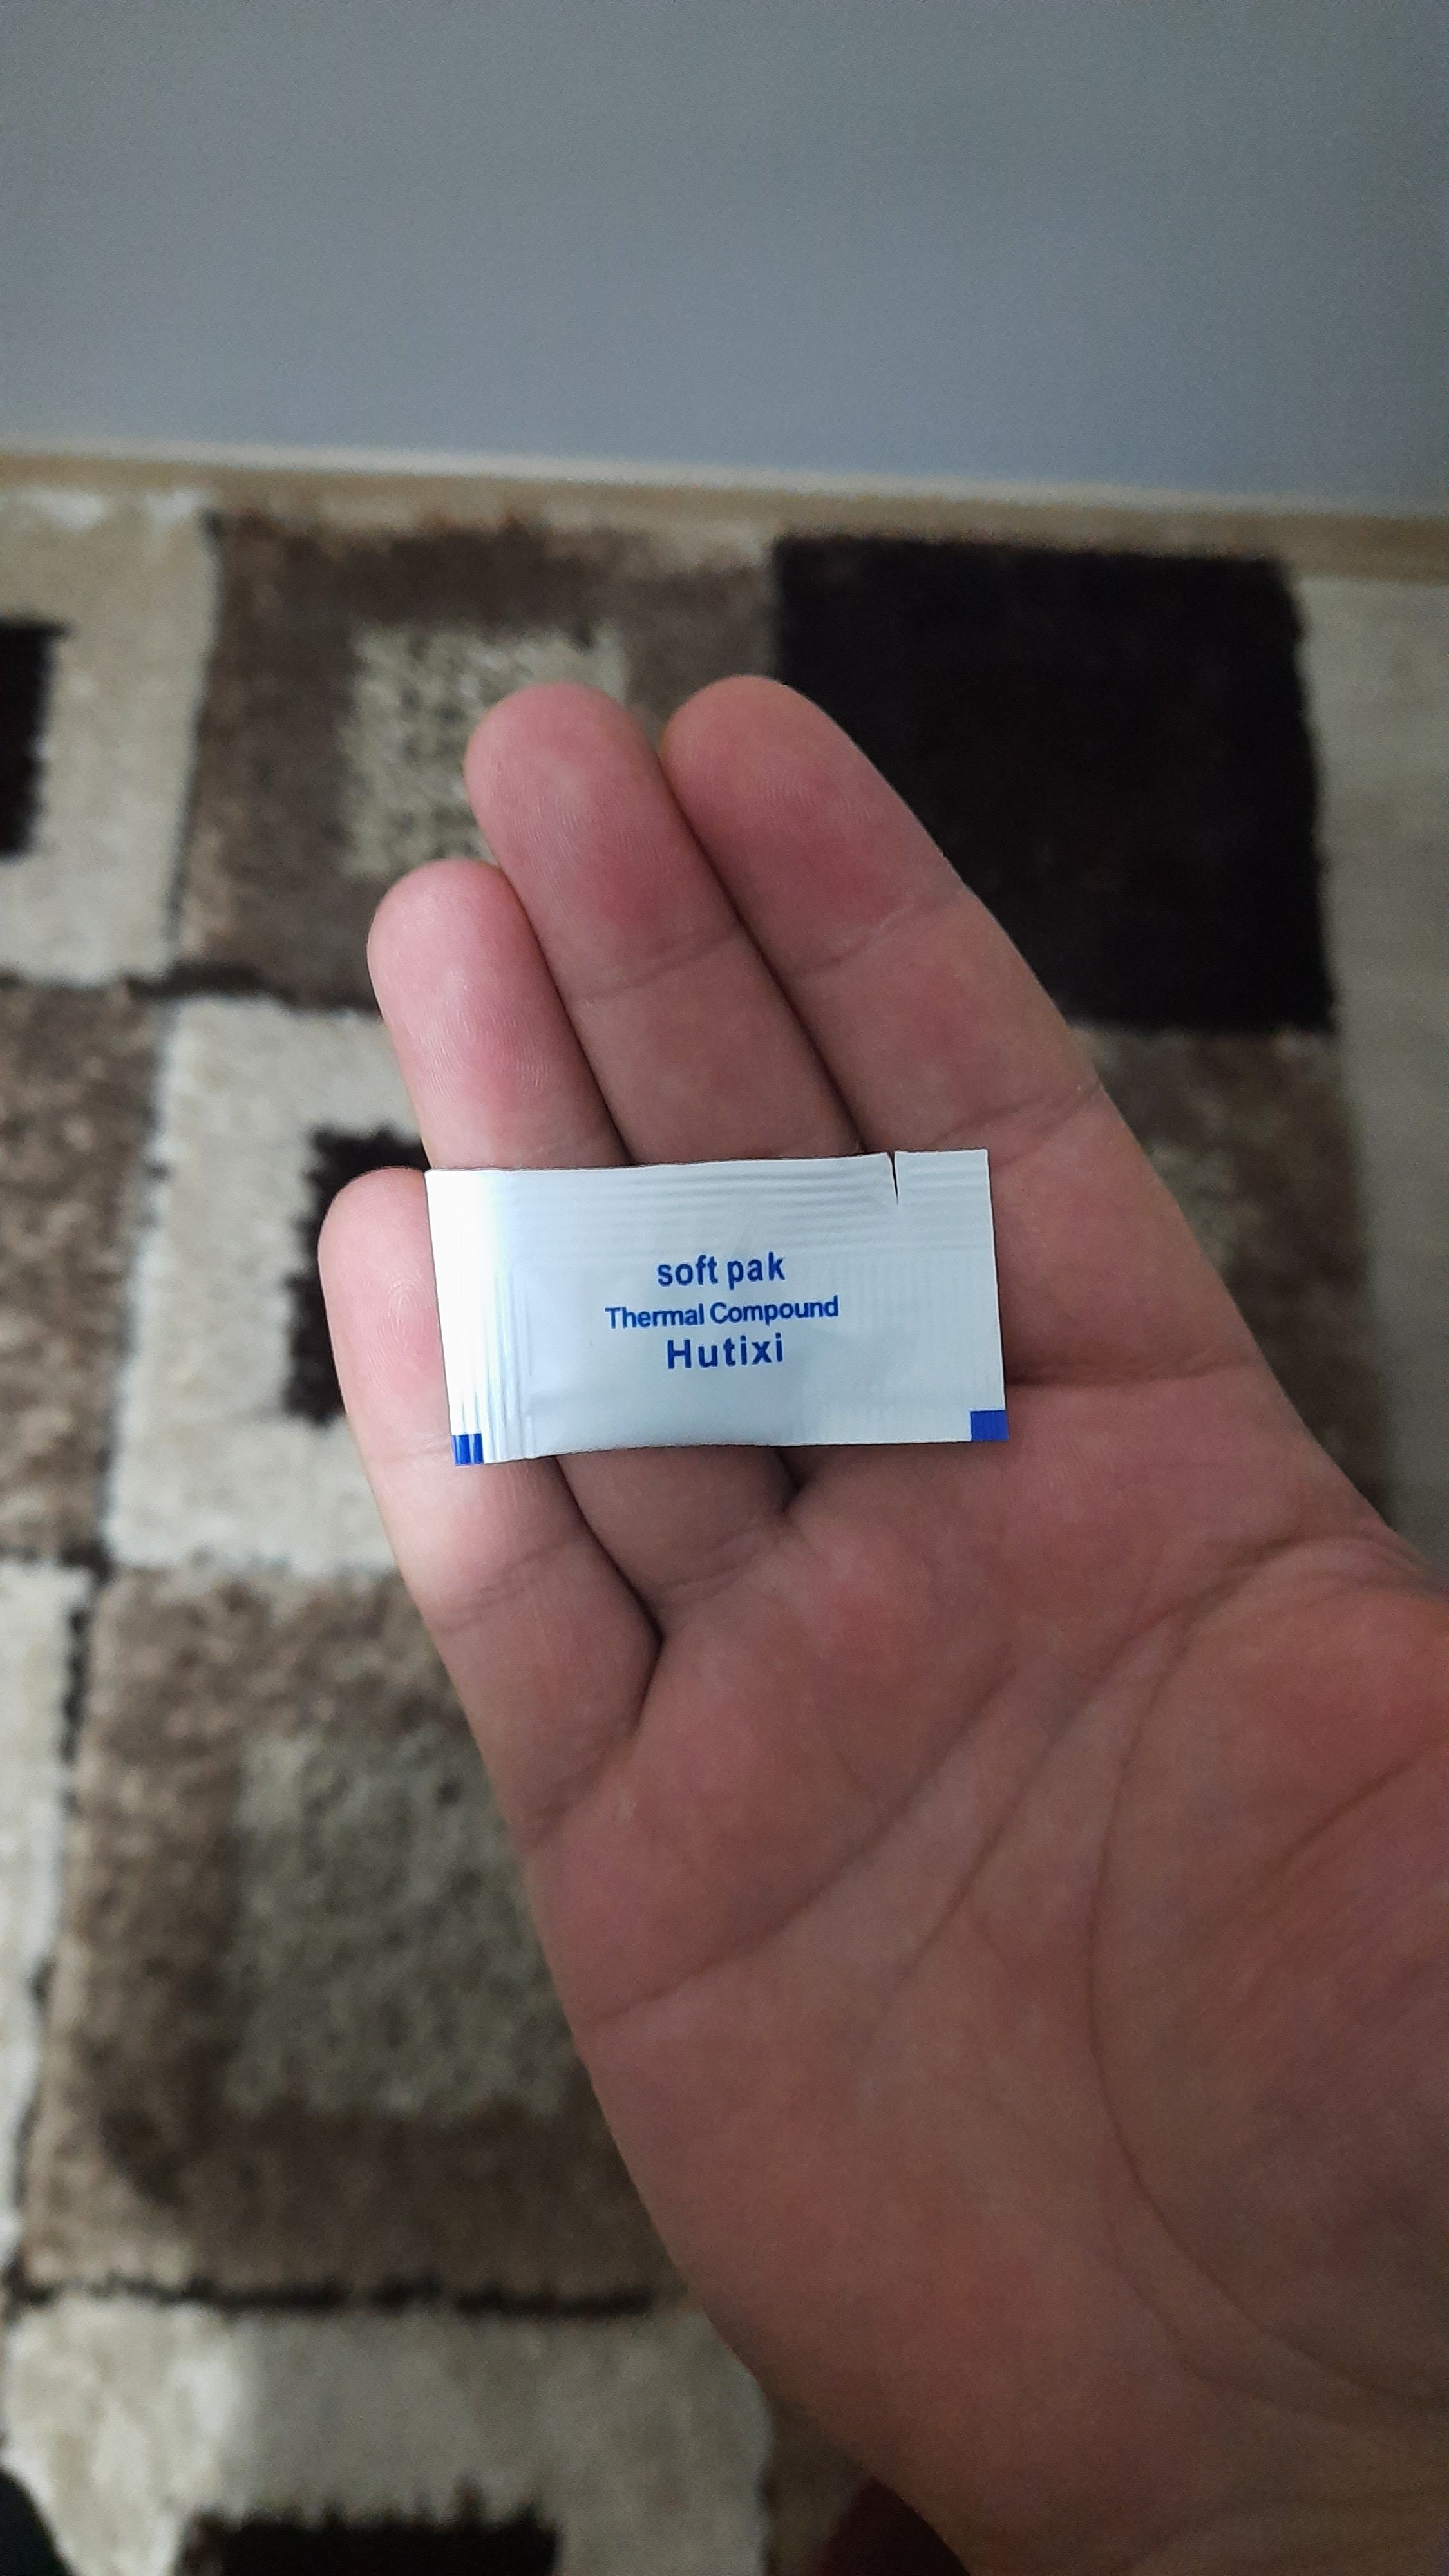 soft pak
Thermal Compound
Hutixi